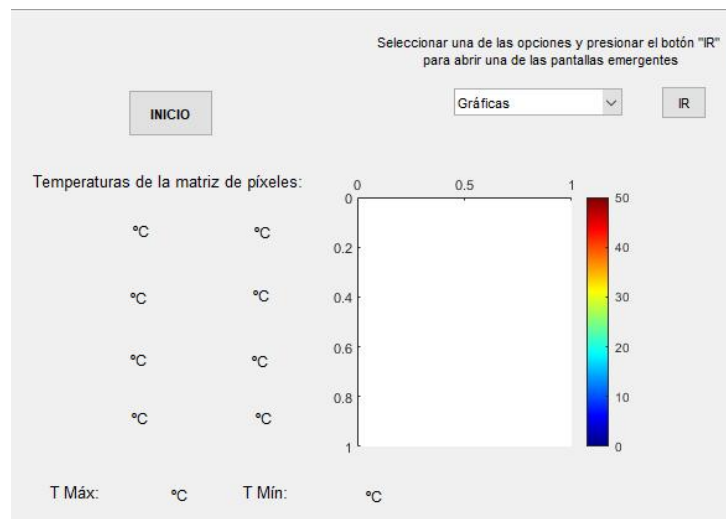 Seleccionar una de las opciones y presionar el botón "IR"
para abrir una de las pantallas emergentes
INICIO
Gráficas
IR
Temperaturas de la matriz de píxeles:
ºC ºC
ºC ºC
ºC ºC
ºC ºC
0 0.5 1
0
0.2
0.4
0.6
0.8
1
50
40
30
20
10
0
T Máx: ºC T Mín: ºC